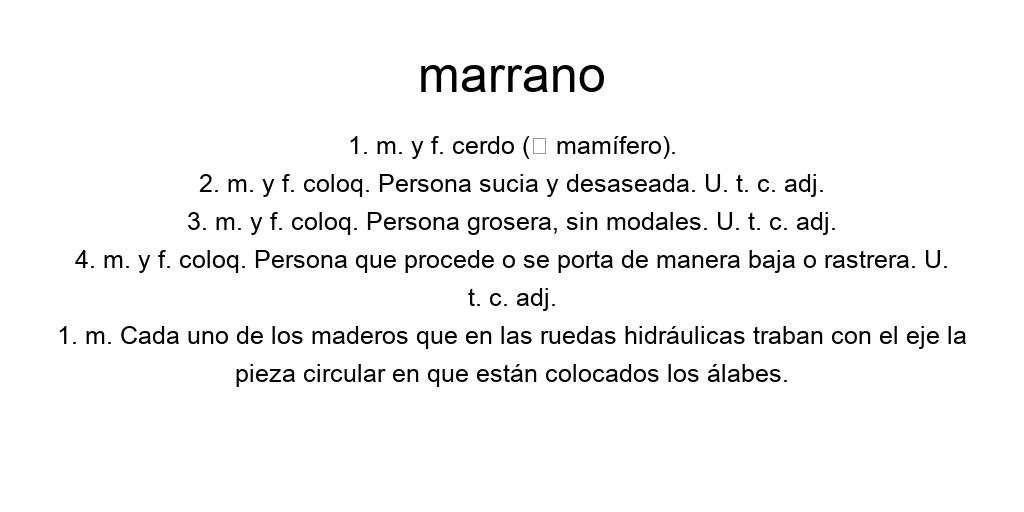 marrano
1. m. y f. cerdo (□ mamífero).
2. m. y f. coloq. Persona sucia y desaseada. U. t. c. adj.
3. m. y f. coloq. Persona grosera, sin modales. U. t. c. adj.
4. m. y f. coloq. Persona que procede o se porta de manera baja o rastrera. U.
t. c. adj.
1. m. Cada uno de los maderos que en las ruedas hidráulicas traban con el eje la
pieza circular en que están colocados los álabes.